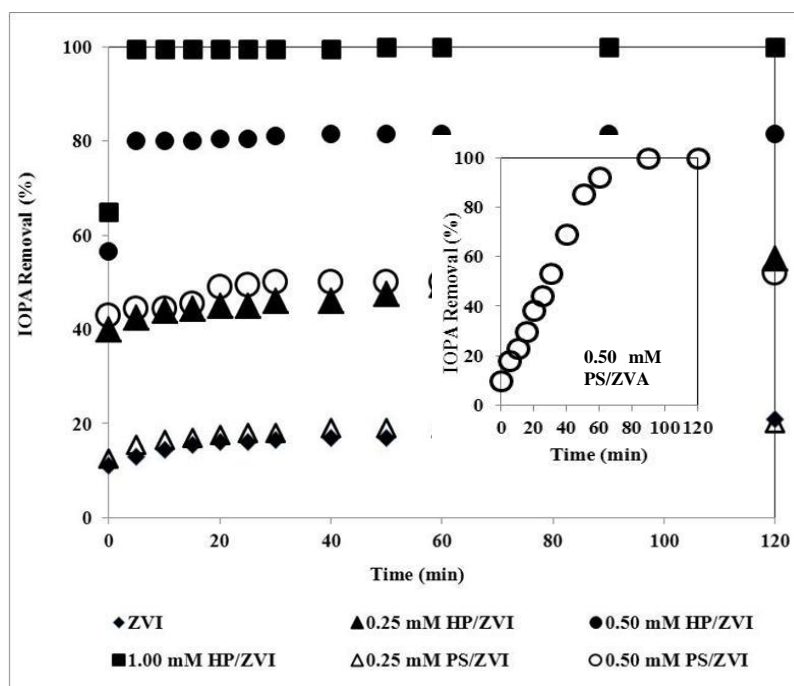 100
80
60
40
20
0
IOPA Removal (%)
0 20 40 60 80 100 120
Time (min)
100
80
60
40
20
0
IOPA Removal (%)
0.50 mM
PS/ZVA
0 20 40 60 80 100 120
Time (min)
ZVI 0.25 mM HP/ZVI 0.50 mM HP/ZVI
1.00 mM HP/ZVI 0.25 mM PS/ZVI 0.50 mM PS/ZVI